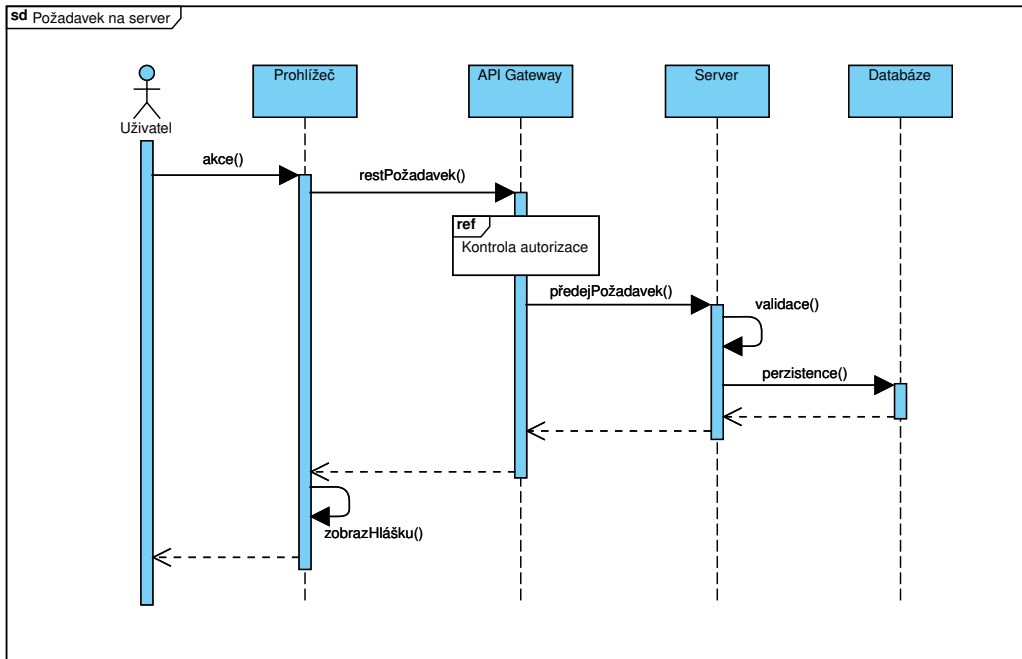 sd Požadavek na server
Prohlížeč
API Gateway
Server
Databáze
Uživatel
akce()
restPožadavek()
ref
Kontrola autorizace
předejPožadavek()
validace()
perzistence()
zobrazHlášku()